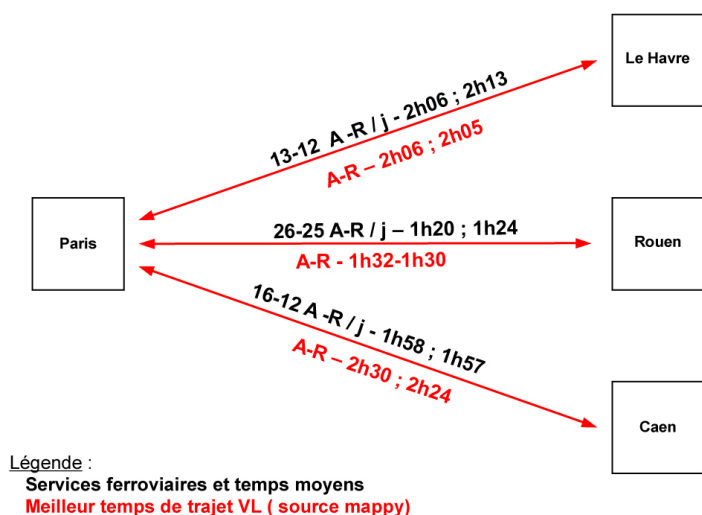 Le Havre
13-12 A -R / j - 2h06 ; 2h13
A-R – 2h06 ; 2h05
Paris
26-25 A-R / j – 1h20 ; 1h24
A-R - 1h32-1h30
Rouen
16-12 A -R / j - 1h58 ; 1h57
A-R – 2h30 ; 2h24
Caen
Légende :
Services ferroviaires et temps moyens
Meilleur temps de trajet VL ( source mappy)